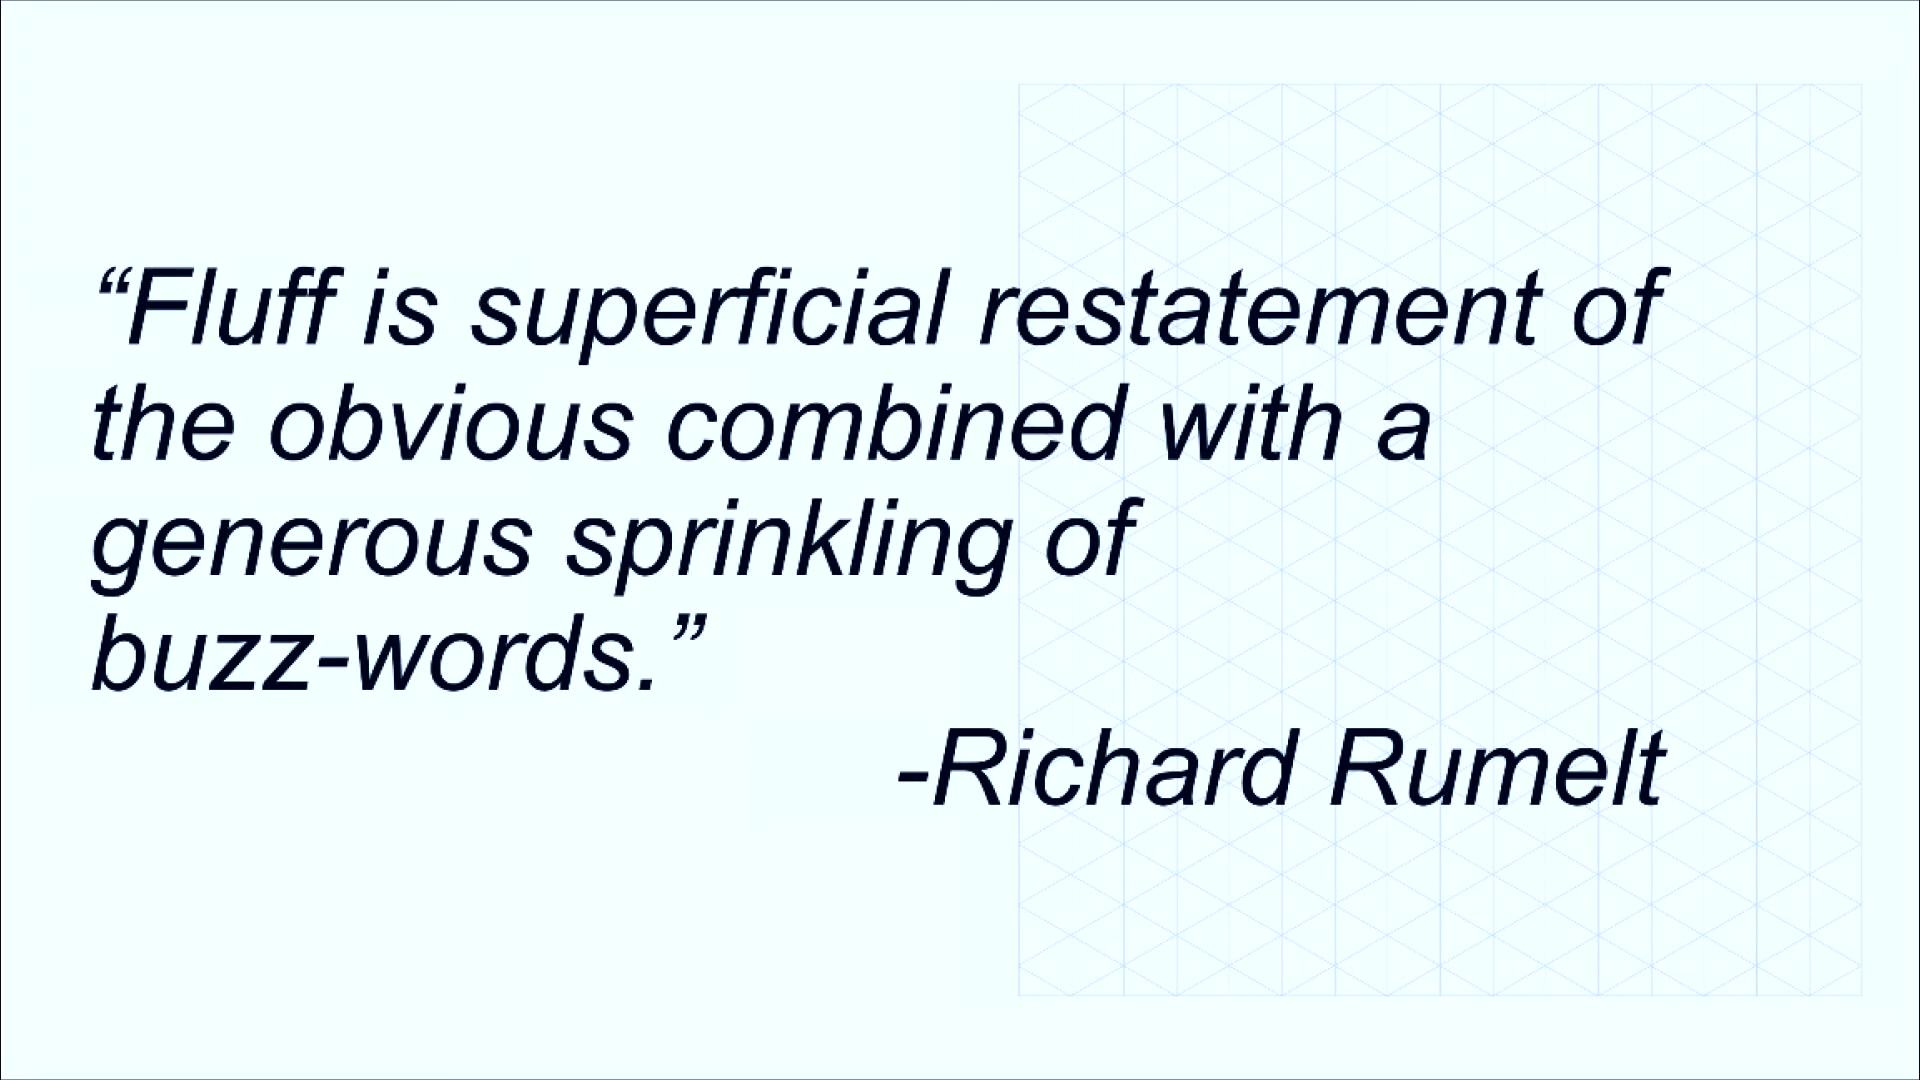 “Fluff is superficial restatement of
the obvious combined with a
generous sprinkling of
buzz-words.”
-Richard Rumelt